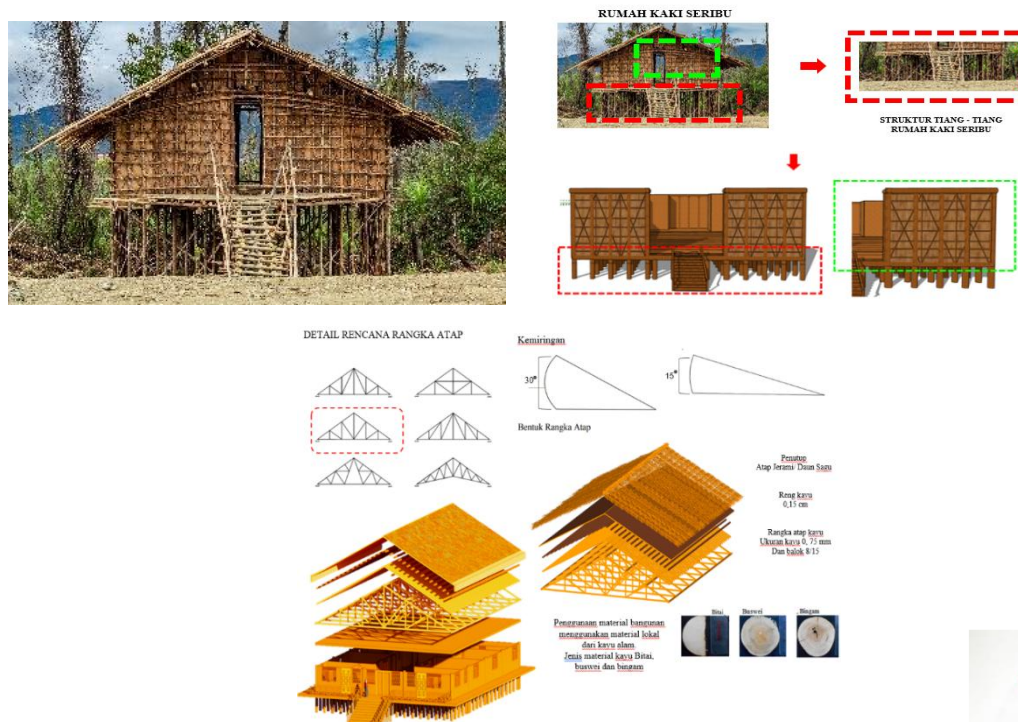 RUMAH KAKI SERIBU
STRUKTUR TIANG - TIANG
RUMAH KAKI SERIBU
DETAIL RENCANA RANGKA ATAP
Kemiringan
30°
15°
Bentuk Rangka Atap
Penutup
Atap Jerami/ Daun Sagu
Reng kayu
0,15 cm
Rangka atap kayu
Ukuran kayu 0, 75 mm
Dan balok 8/15
Penggunaan material bangunan
menggunakan material lokal
dari kayu alam.
Jenis material kayu Bitai,
buswei dan bingam
Bitai
Buswei
Bingam